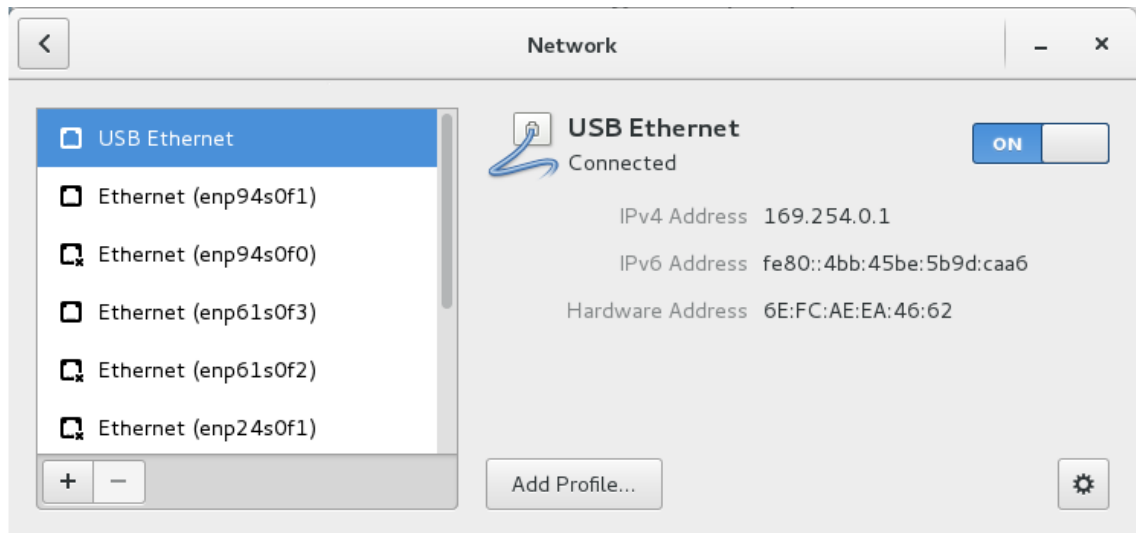 Network
USB Ethernet
Ethernet (enp94s0f1)
Ethernet (enp94s0f0)
Ethernet (enp61s0f3)
Ethernet (enp61s0f2)
Ethernet (enp24s0f1)
USB Ethernet
Connected
ON
IPv4 Address 169.254.0.1
IPv6 Address fe80::4bb:45be:5b9d:caa6
Hardware Address 6E:FC:AE:EA:46:62
Add Profile...